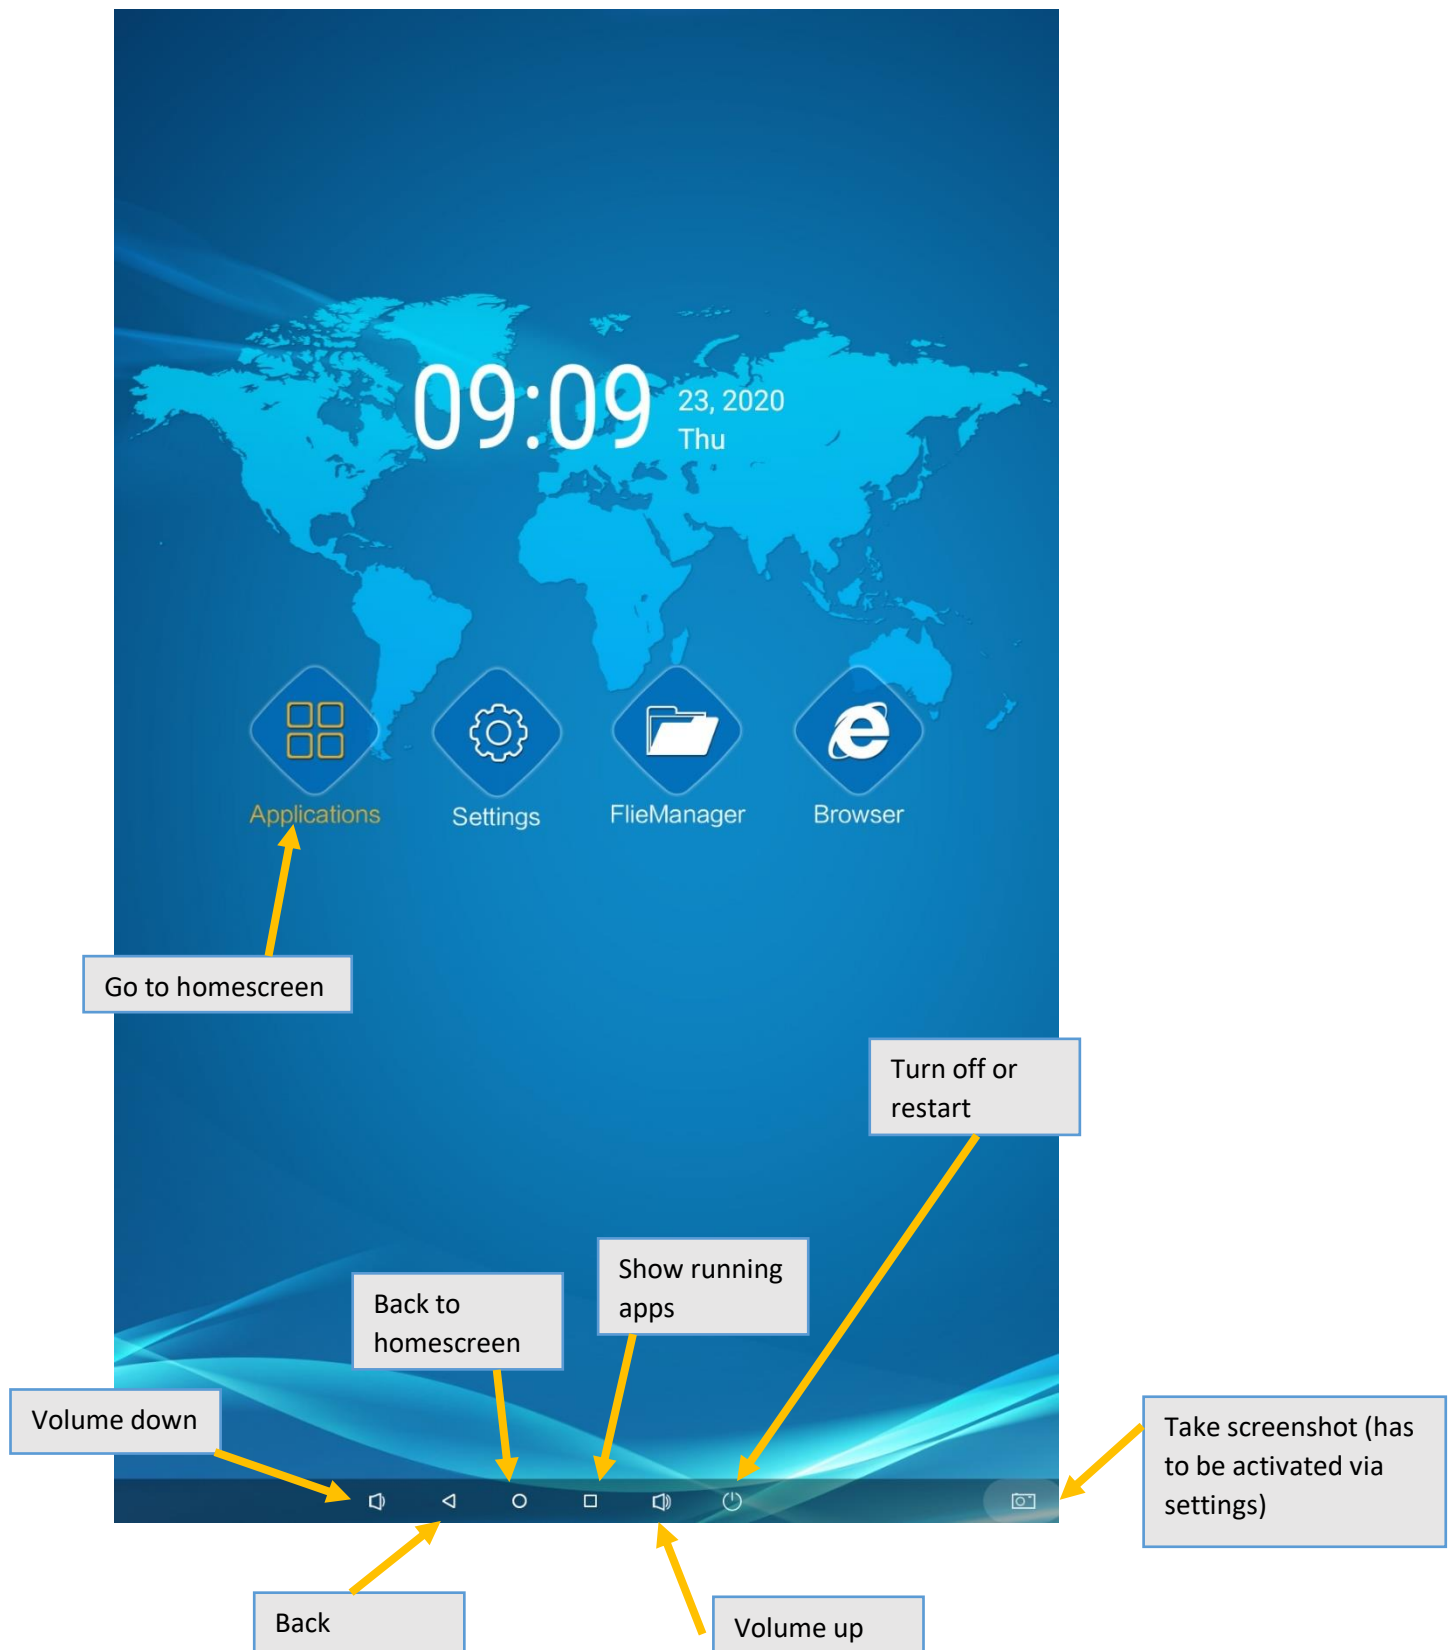 09:09
23, 2020
Thu
Applications
Settings
FlieManager
Browser
Go to homescreen
Turn off or
restart
Show running
apps
Back to
homescreen
Volume down
Take screenshot (has
to be activated via
settings)
Back
Volume up